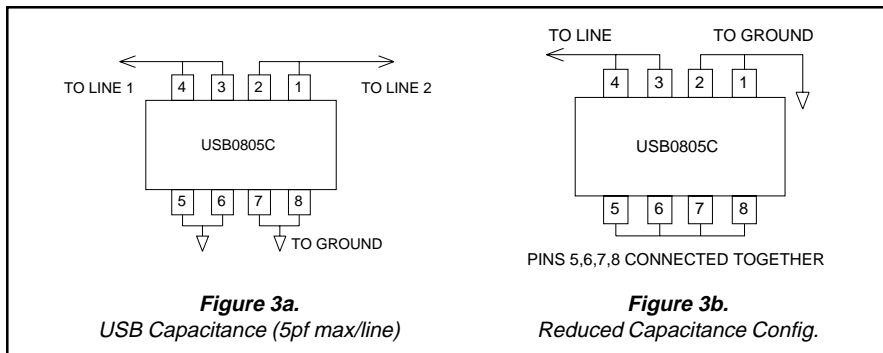 TO LINE 1
4 3 2 1
TO LINE 2
USB0805C
5 6 7 8
TO GROUND
Figure 3a.
USB Capacitance (5pf max/line)
TO LINE
TO GROUND
4 3 2 1
USB0805C
5 6 7 8
PINS 5,6,7,8 CONNECTED TOGETHER
Figure 3b.
Reduced Capacitance Config.